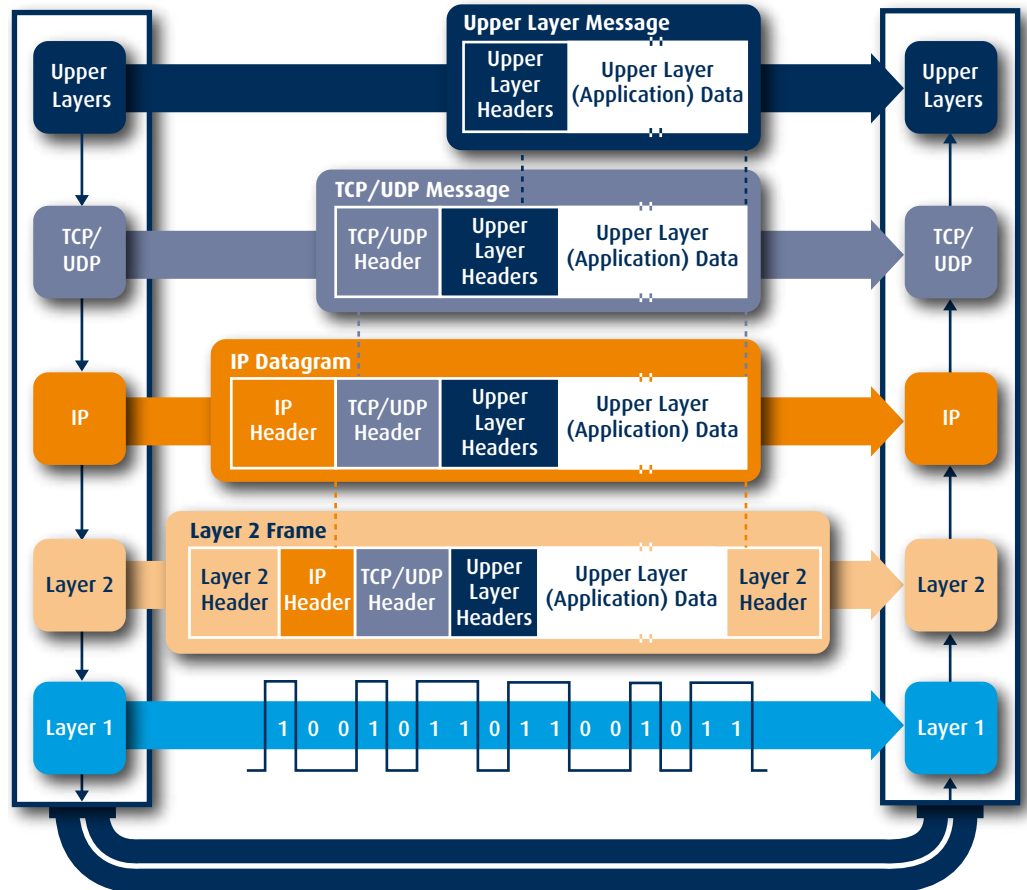 Upper Layer Message
Upper
Layers
Upper
Layer
Headers
Upper Layer
(Application) Data
Upper
Layers
TCP/UDP Message
TCP/
UDP
TCP/UDP
Header
Upper
Layer
Headers
Upper Layer
(Application) Data
TCP/
UDP
IP Datagram
IP
IP
Header
TCP/UDP
Header
Upper
Layer
Headers
Upper Layer
(Application) Data
IP
Layer 2 Frame
Layer 2
Layer 2
Header
IP
Header
TCP/UDP
Header
Upper
Layer
Headers
Upper Layer
(Application) Data
Layer 2
Header
Layer 2
Layer 1
1 0 0 1 0 1 1 0 1 1 0 0 1 0 1 1
Layer 1